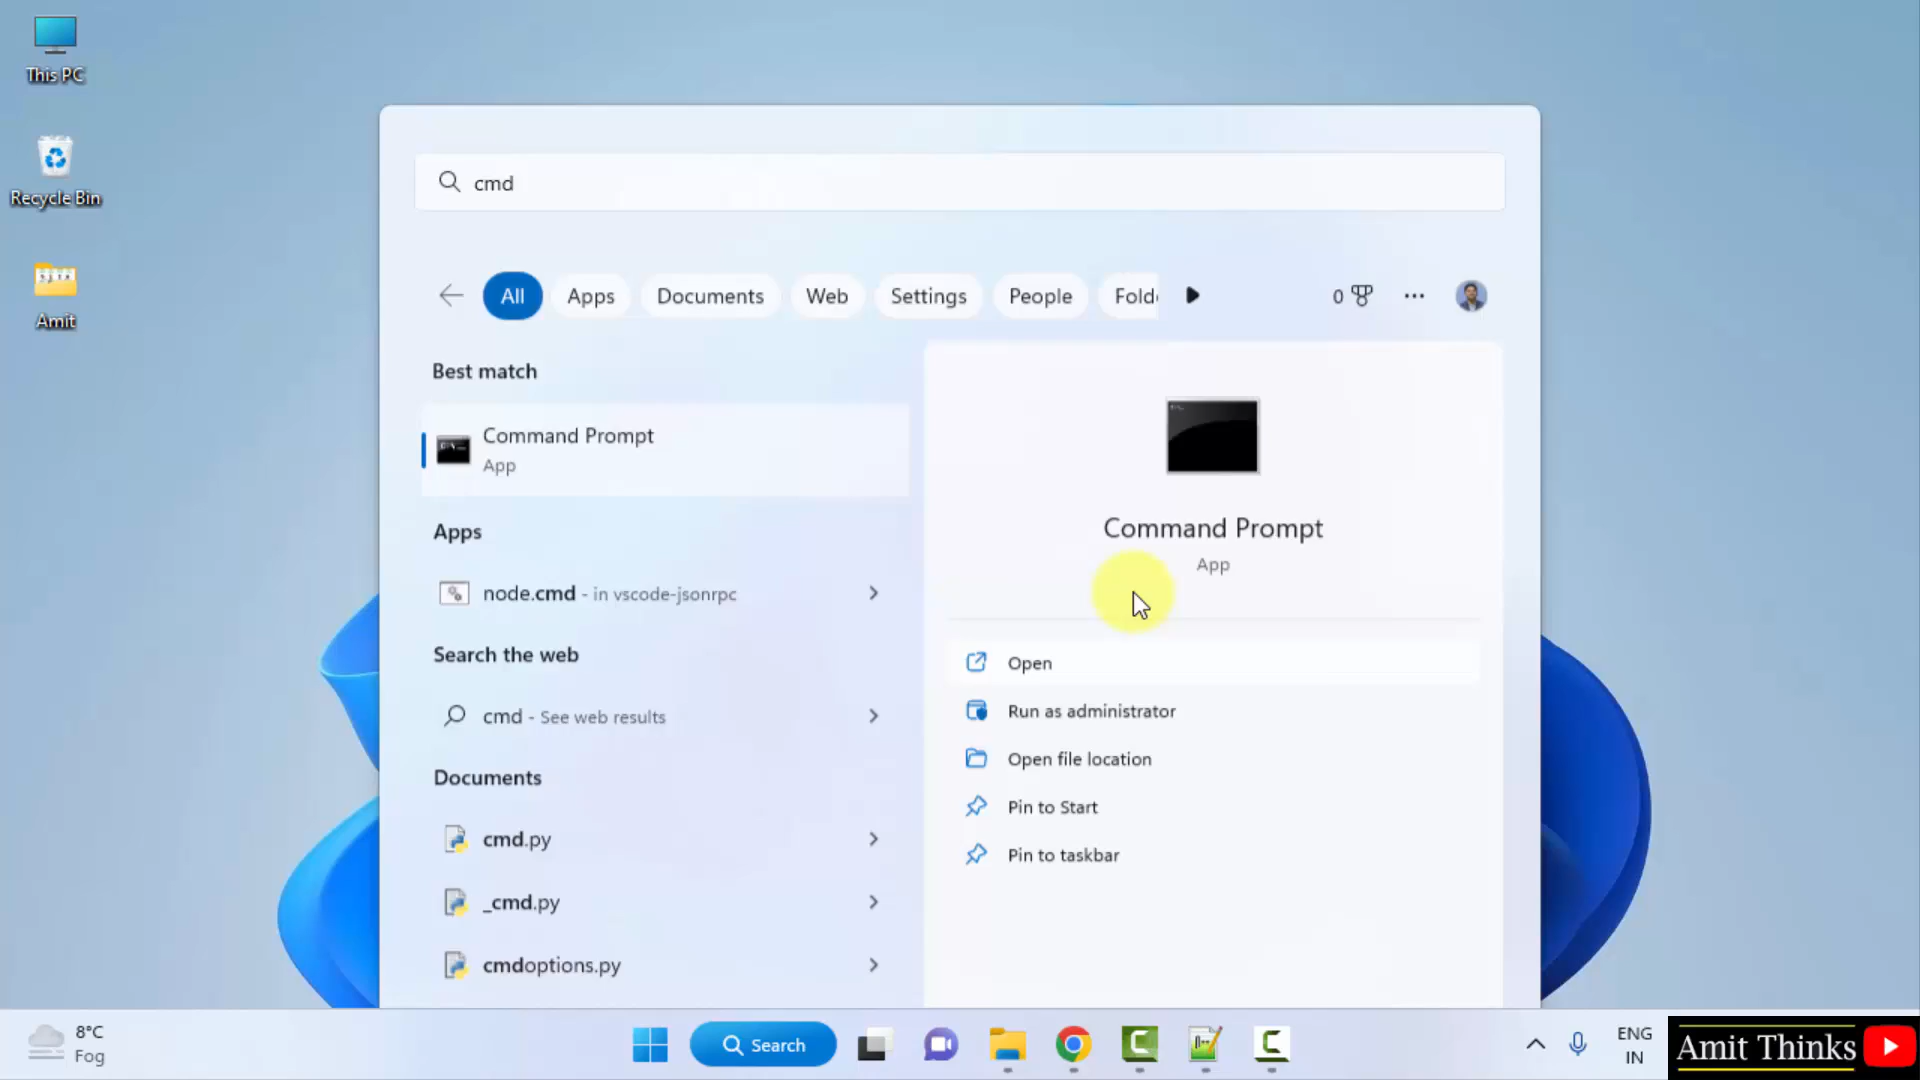 This PC
Recycle Bin
Amit
cmd
All
Apps
Documents
Web
Settings
People
Fold
0
Best match
Command Prompt
App
Apps
node.cmd - in vscode-jsonrpc
Search the web
cmd - See web results
Documents
cmd.py
_cmd.py
cmdoptions.py
Command Prompt
App
Open
Run as administrator
Open file location
Pin to Start
Pin to taskbar
8°C
Fog
Search
ENG
IN
Amit Thinks